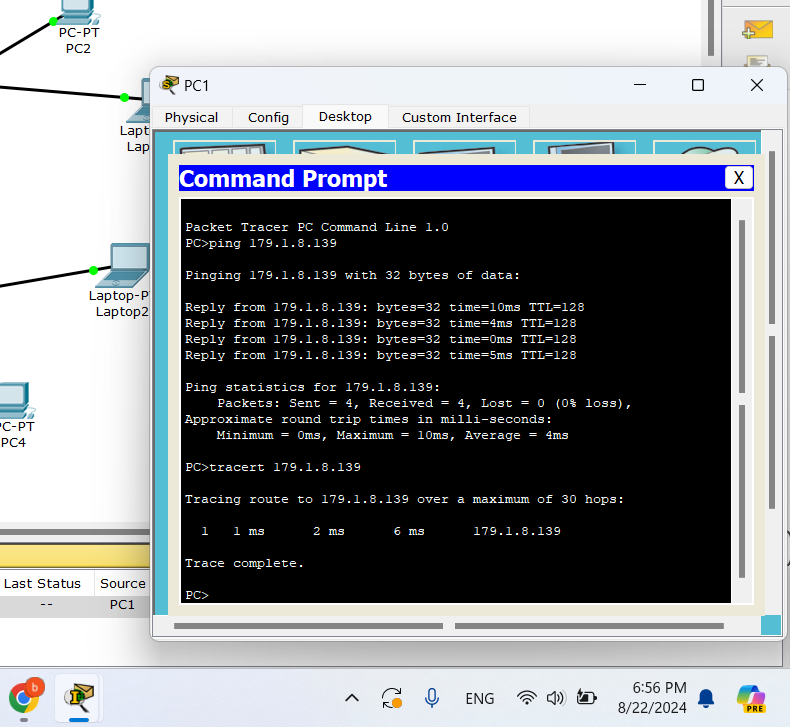 PC-PT
PC2
PC1
Physical
Config
Desktop
Custom Interface
Command Prompt
X
Packet Tracer PC Command Line 1.0
PC>ping 179.1.8.139
Pinging 179.1.8.139 with 32 bytes of data:
Reply from 179.1.8.139: bytes=32 time=10ms TTL=128
Reply from 179.1.8.139: bytes=32 time=4ms TTL=128
Reply from 179.1.8.139: bytes=32 time=0ms TTL=128
Reply from 179.1.8.139: bytes=32 time=5ms TTL=128
Ping statistics for 179.1.8.139:
Packets: Sent = 4, Received = 4, Lost = 0 (0% loss),
Approximate round trip times in milli-seconds:
Minimum = 0ms, Maximum = 10ms, Average = 4ms
PC>tracert 179.1.8.139
Tracing route to 179.1.8.139 over a maximum of 30 hops:
1 1 ms 2 ms 6 ms 179.1.8.139
Trace complete.
PC>
Lapt
Lap
Laptop-P
Laptop2
C-PT
PC4
Last Status Source
-- PC1
b
ENG
6:56 PM
8/22/2024
PRE